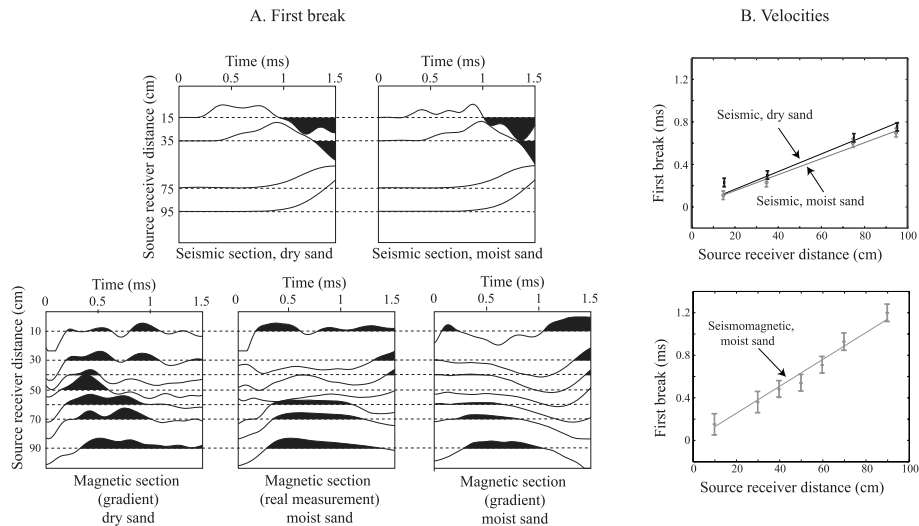 A. First break
B. Velocities
Time (ms)
Time (ms)
0 0.5 1 1.5
0 0.5 1 1.5
Source receiver distance (cm)
15
35
75
95
Seismic section, dry sand
Seismic section, moist sand
Time (ms)
Time (ms)
Time (ms)
0 0.5 1 1.5
0 0.5 1 1.5
0 0.5 1 1.5
Source receiver distance (cm)
10
30
40
50
60
70
90
Magnetic section
(gradient)
dry sand
Magnetic section
(real measurement)
moist sand
Magnetic section
(gradient)
moist sand
First break (ms)
1.2
0.8
0.4
0
Seismic, dry sand
Seismic, moist sand
0 20 40 60 80 100
Source receiver distance (cm)
First break (ms)
1.2
0.8
0.4
0
Seismomagnetic,
moist sand
0 20 40 60 80 100
Source receiver distance (cm)